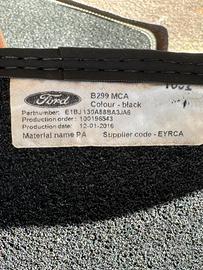 Ford
B299 MCA
Colour - black
Partnumber: E1BJ 130A88BA3JA6
Production order: 100196543
Production date: 12-01-2016
Material name PA Supplier code - EYRCA